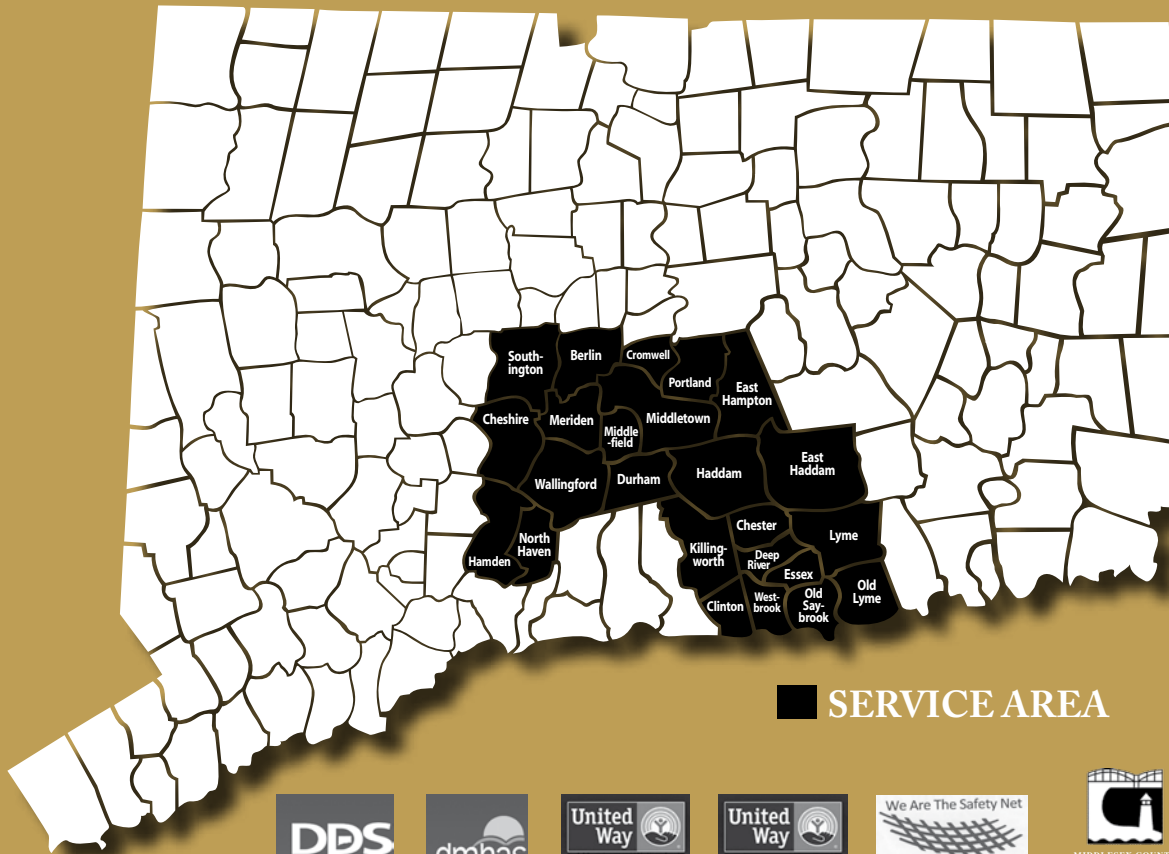 South-
ington
Berlin
Cromwell
Portland
East
Hampton
Cheshire
Meriden
Middle
-field
Middletown
Wallingford
Durham
Haddam
East
Haddam
North
Haven
Hamden
Killing-
worth
Chester
Lyme
Deep
River
Essex
Clinton
West-
brook
Old
Say-
brook
Old
Lyme
SERVICE AREA
DDS
dmhas
United
Way
United
Way
We Are The Safety Net